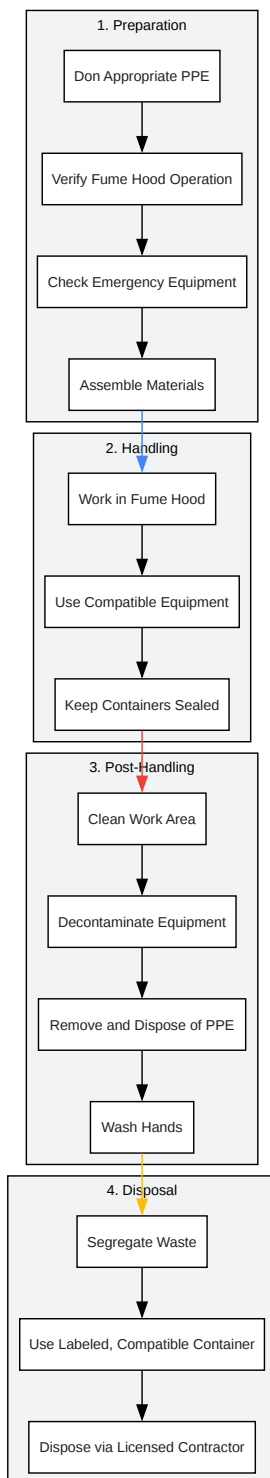 1. Preparation
Don Appropriate PPE
Verify Fume Hood Operation
Check Emergency Equipment
Assemble Materials
2. Handling
Work in Fume Hood
Use Compatible Equipment
Keep Containers Sealed
3. Post-Handling
Clean Work Area
Decontaminate Equipment
Remove and Dispose of PPE
Wash Hands
4. Disposal
Segregate Waste
Use Labeled, Compatible Container
Dispose via Licensed Contractor